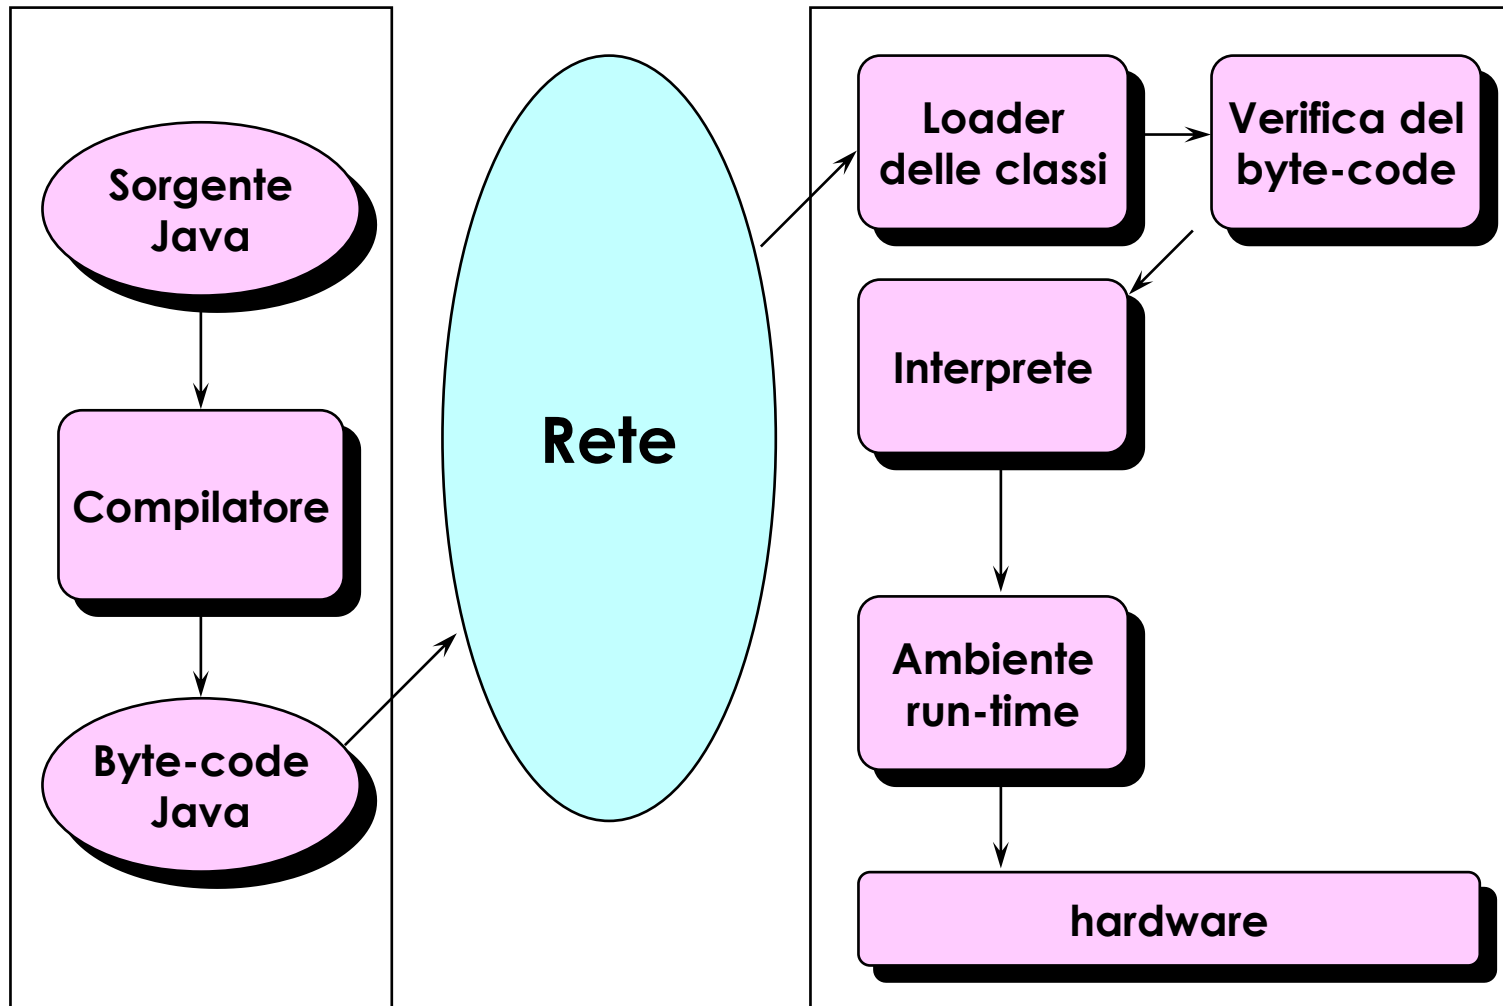 Sorgente
Java
Compilatore
Byte-code
Java
Rete
Loader
delle classi
Verifica del
byte-code
Interprete
Ambiente
run-time
hardware